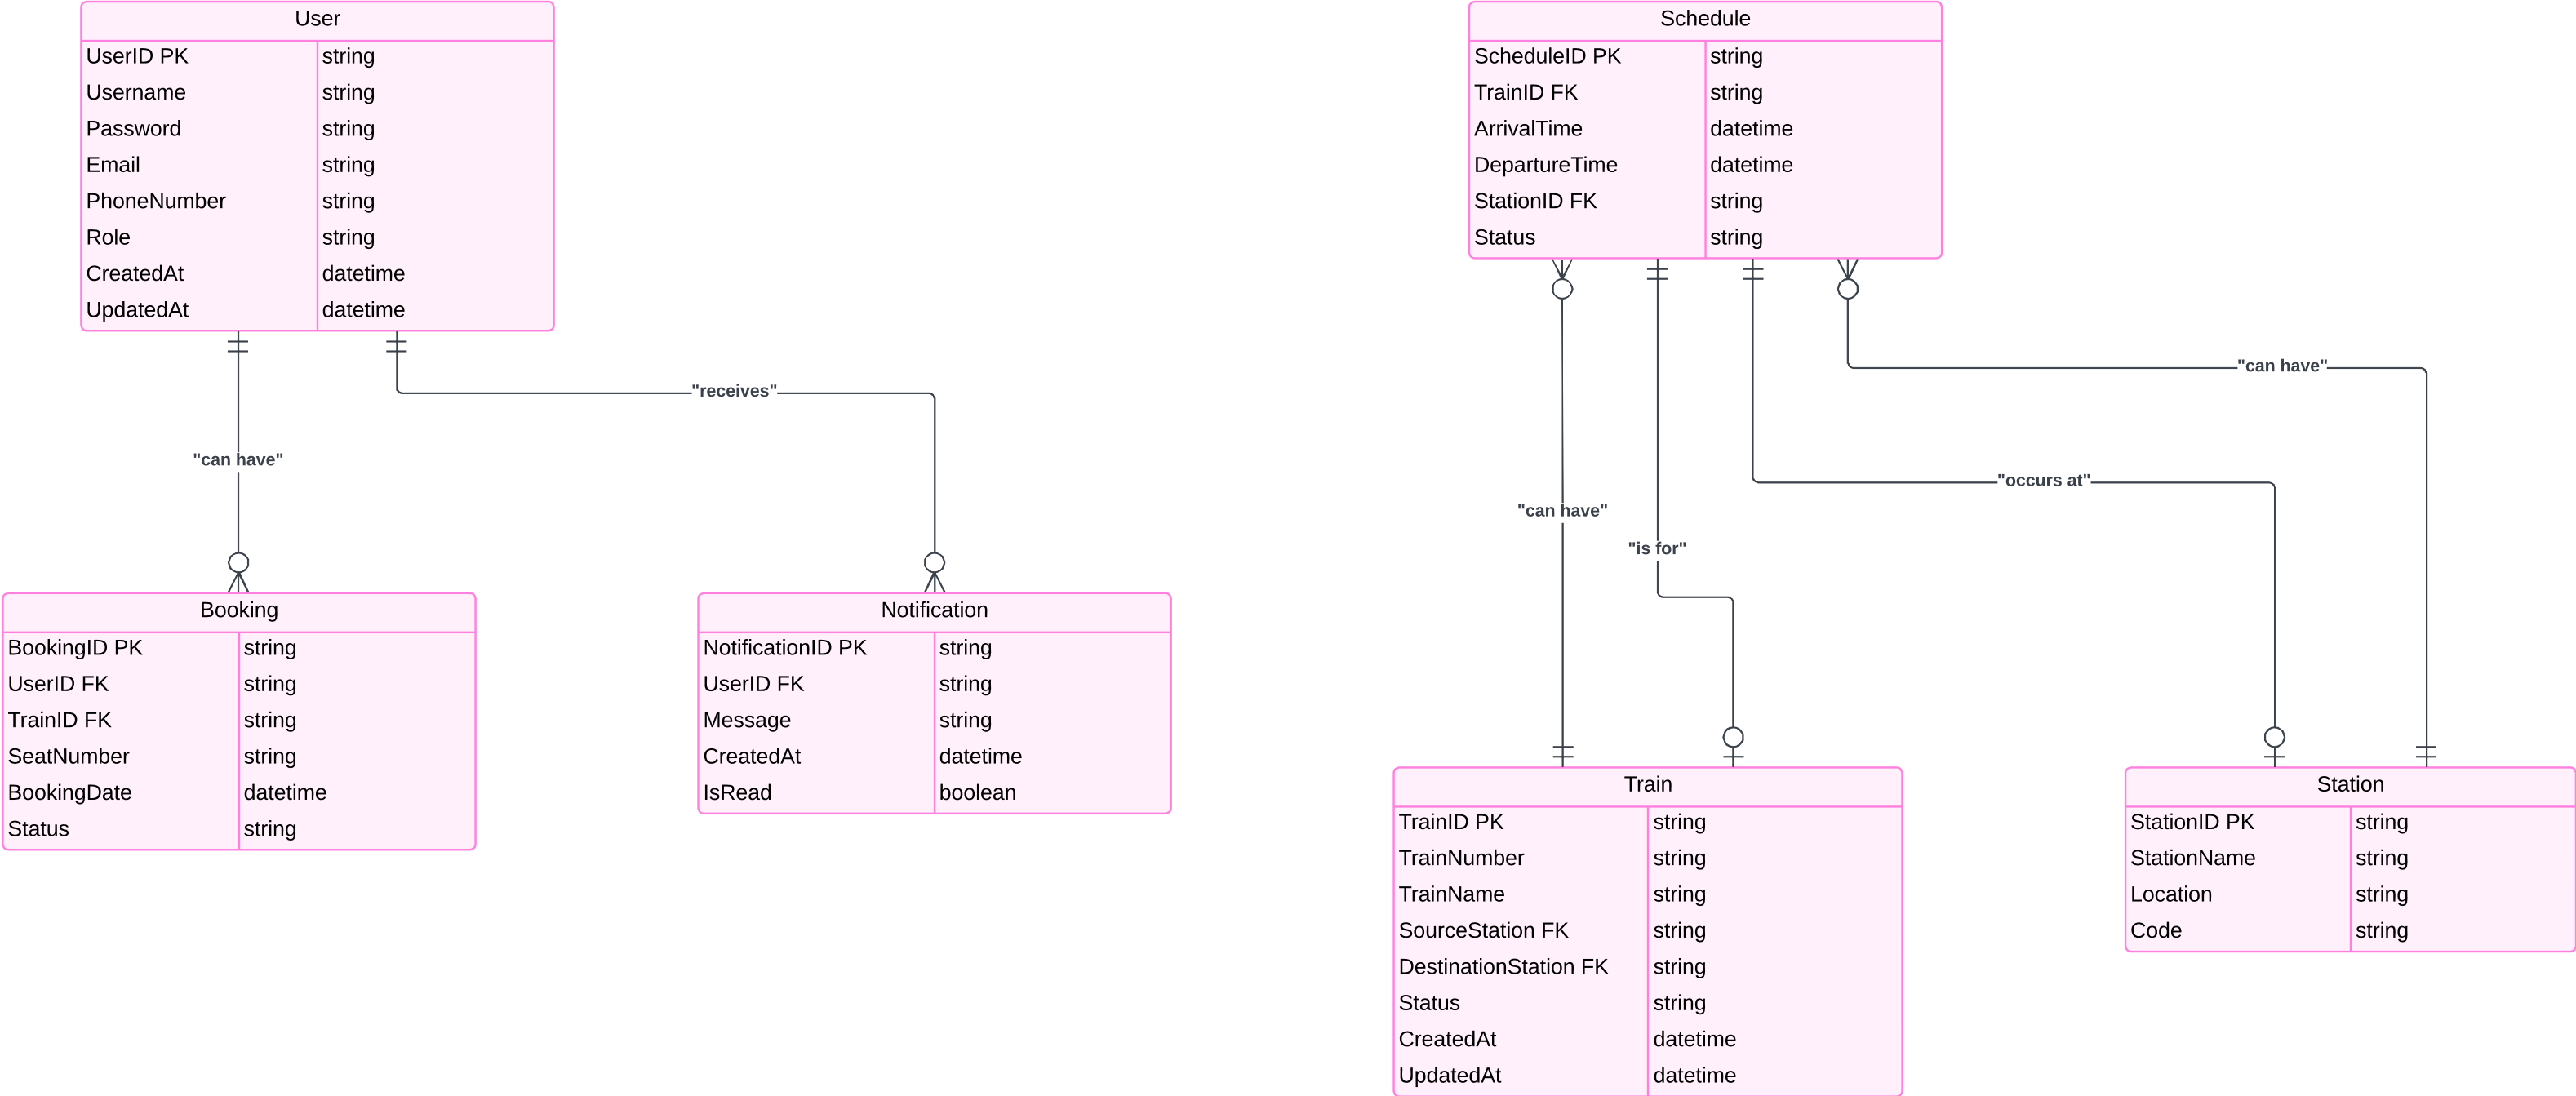 User
UserID PK string
Username string
Password string
Email string
PhoneNumber string
Role string
CreatedAt datetime
UpdatedAt datetime
Schedule
ScheduleID PK string
TrainID FK string
ArrivalTime datetime
DepartureTime datetime
StationID FK string
Status string
"can have"
"receives"
"can have"
"is for"
"occurs at"
"can have"
Booking
BookingID PK string
UserID FK string
TrainID FK string
SeatNumber string
BookingDate datetime
Status string
Notification
NotificationID PK string
UserID FK string
Message string
CreatedAt datetime
IsRead boolean
Train
TrainID PK string
TrainNumber string
TrainName string
SourceStation FK string
DestinationStation FK string
Status string
CreatedAt datetime
UpdatedAt datetime
Station
StationID PK string
StationName string
Location string
Code string